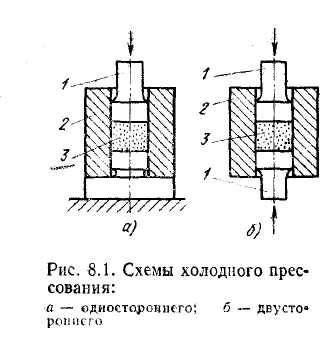 1
2
3
а)
1
2
3
1
б)
Рис. 8.1. Схемы холодного прес-
сования:
а — одностороннего; б — двусто-
роннего